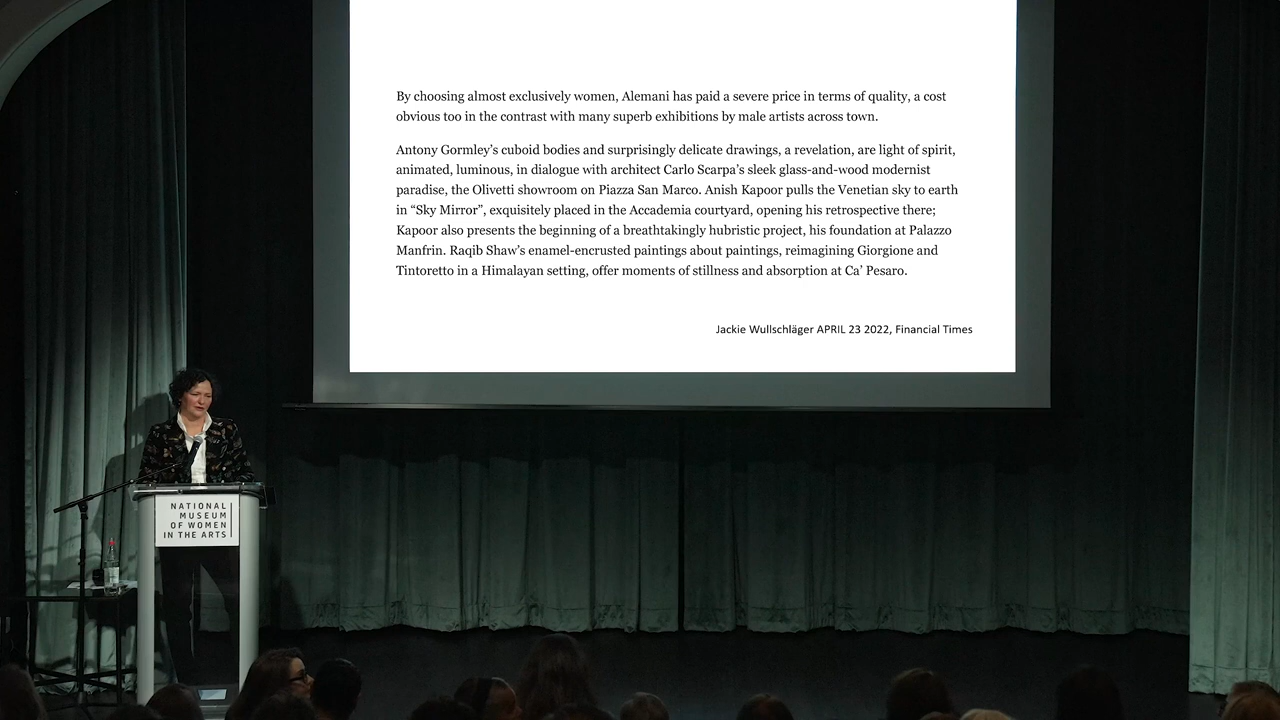 By choosing almost exclusively women, Alemani has paid a severe price in terms of quality, a cost
obvious too in the contrast with many superb exhibitions by male artists across town.
Antony Gormley’s cuboid bodies and surprisingly delicate drawings, a revelation, are light of spirit,
animated, luminous, in dialogue with architect Carlo Scarpa’s sleek glass-and-wood modernist
paradise, the Olivetti showroom on Piazza San Marco. Anish Kapoor pulls the Venetian sky to earth
in “Sky Mirror”, exquisitely placed in the Accademia courtyard, opening his retrospective there;
Kapoor also presents the beginning of a breathtakingly hubristic project, his foundation at Palazzo
Manfrin. Raqib Shaw’s enamel-encrusted paintings about paintings, reimagining Giorgione and
Tintoretto in a Himalayan setting, offer moments of stillness and absorption at Ca’ Pesaro.
Jackie Wullschläger APRIL 23 2022, Financial Times
NATIONAL
MUSEUM
OF WOMEN
IN THE ARTS